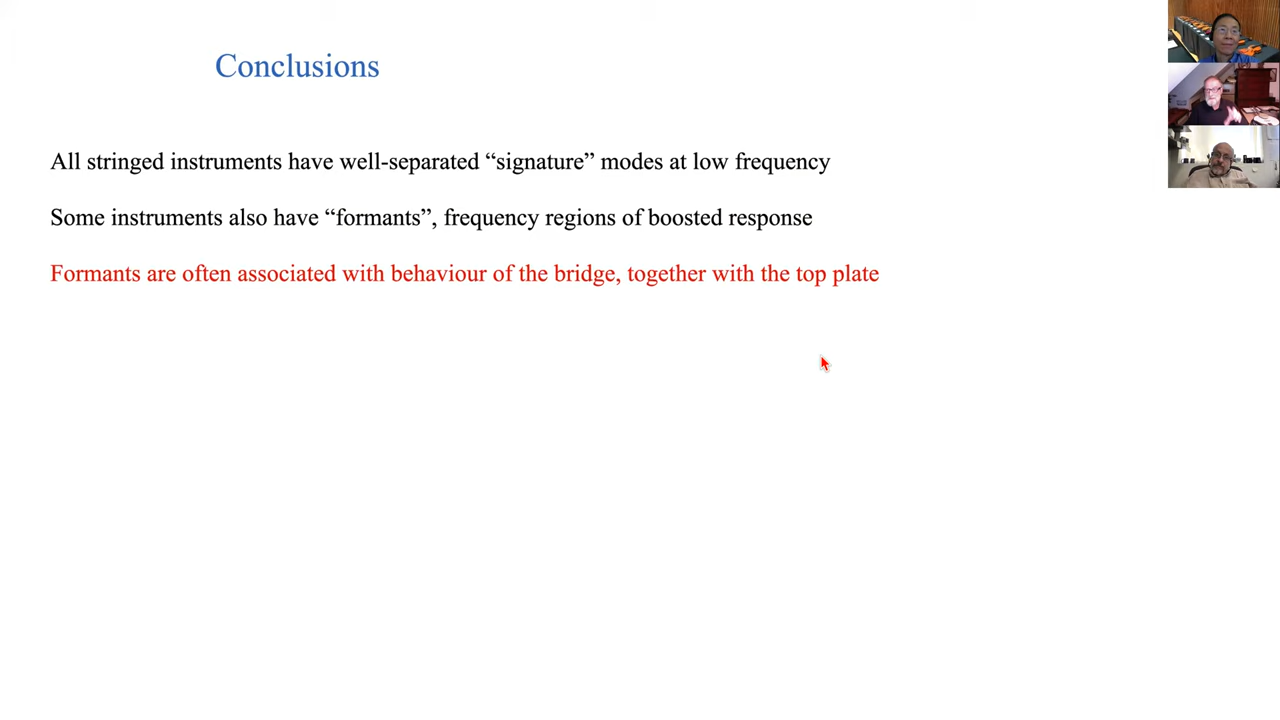 Conclusions
All stringed instruments have well-separated “signature” modes at low frequency
Some instruments also have “formants”, frequency regions of boosted response
Formants are often associated with behaviour of the bridge, together with the top plate